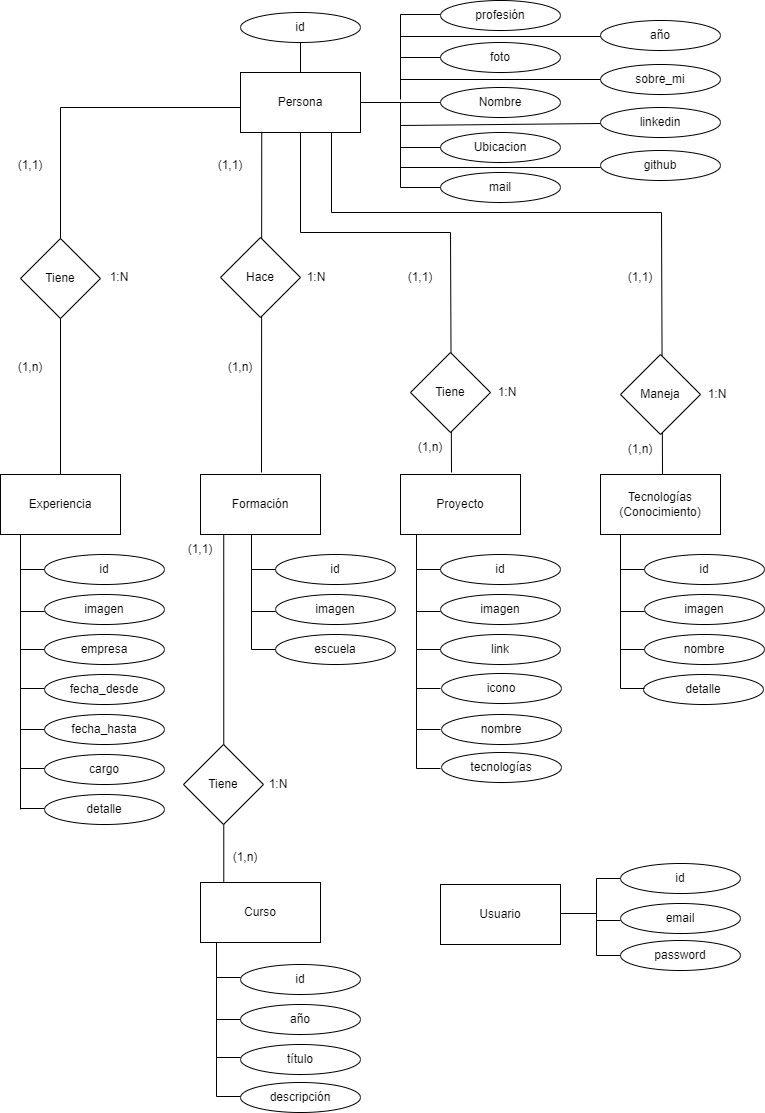 id
profesión
año
foto
sobre_mi
Persona
Nombre
linkedin
Ubicacion
github
mail
(1,1)
(1,1)
Tiene
1:N
Hace
1:N
(1,1)
(1,1)
(1,n)
(1,n)
Tiene
1:N
Maneja
1:N
(1,n)
(1,n)
Experiencia
Formación
Proyecto
Tecnologías
(Conocimiento)
(1,1)
id
imagen
empresa
fecha_desde
fecha_hasta
cargo
detalle
id
imagen
escuela
id
imagen
link
icono
nombre
tecnologías
id
imagen
nombre
detalle
Tiene
1:N
(1,n)
Curso
id
año
título
descripción
Usuario
id
email
password